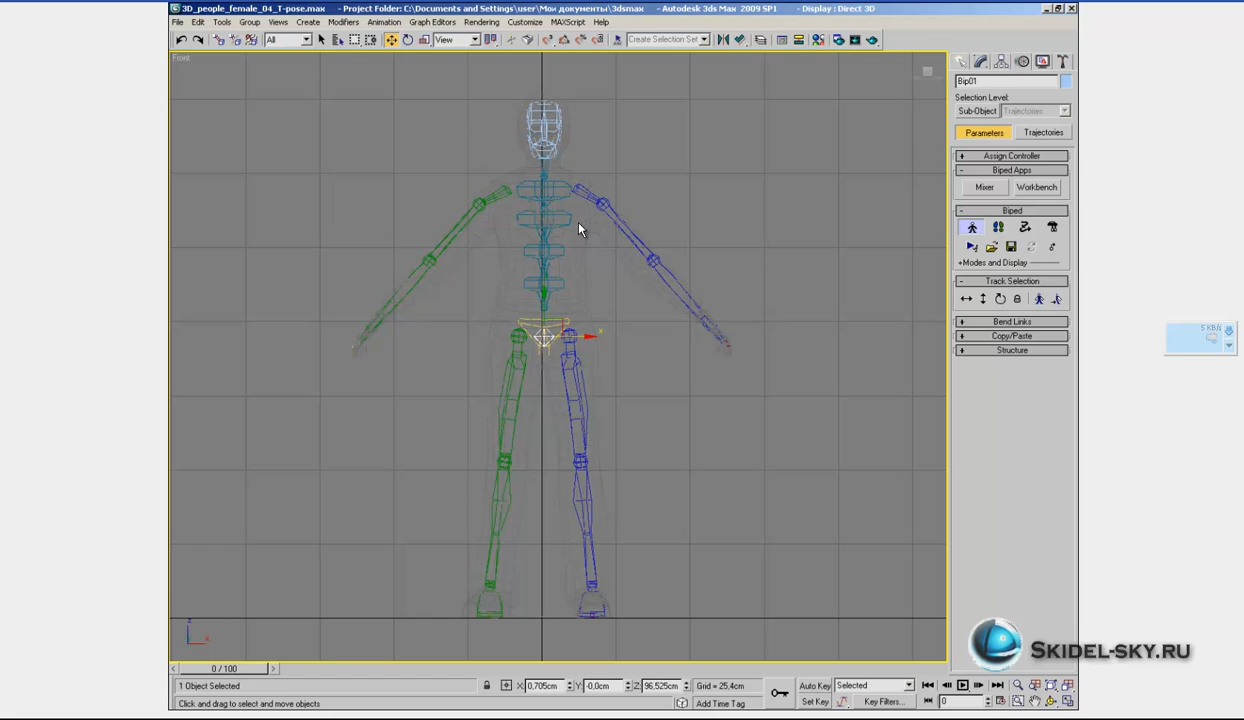 3D_people_female_04_T-pose.max - Project Folder: C:\Documents and Settings\user\Мои документы\3dsmax - Autodesk 3ds Max 2009 SP1 - Display : Direct 3D
File Edit Tools Group Views Create Modifiers Animation Graph Editors Rendering Customize MAXScript Help
All View Create Selection Set
Front
Bip01
Selection Level:
Sub-Object Trajectories
Parameters Trajectories
+ Assign Controller
- Biped Apps
Mixer Workbench
- Biped
+Modes and Display
- Track Selection
+ Bend Links
+ Copy/Paste
+ Structure
5 KB/s
x
z
x
SKIDEL-SKY.RU
< 0 / 100 >
1 Object Selected X: 0,705cm Y: -0,0cm Z: 96,525cm Grid = 25,4cm Auto Key Selected
Click and drag to select and move objects Add Time Tag Set Key Key Filters... 0